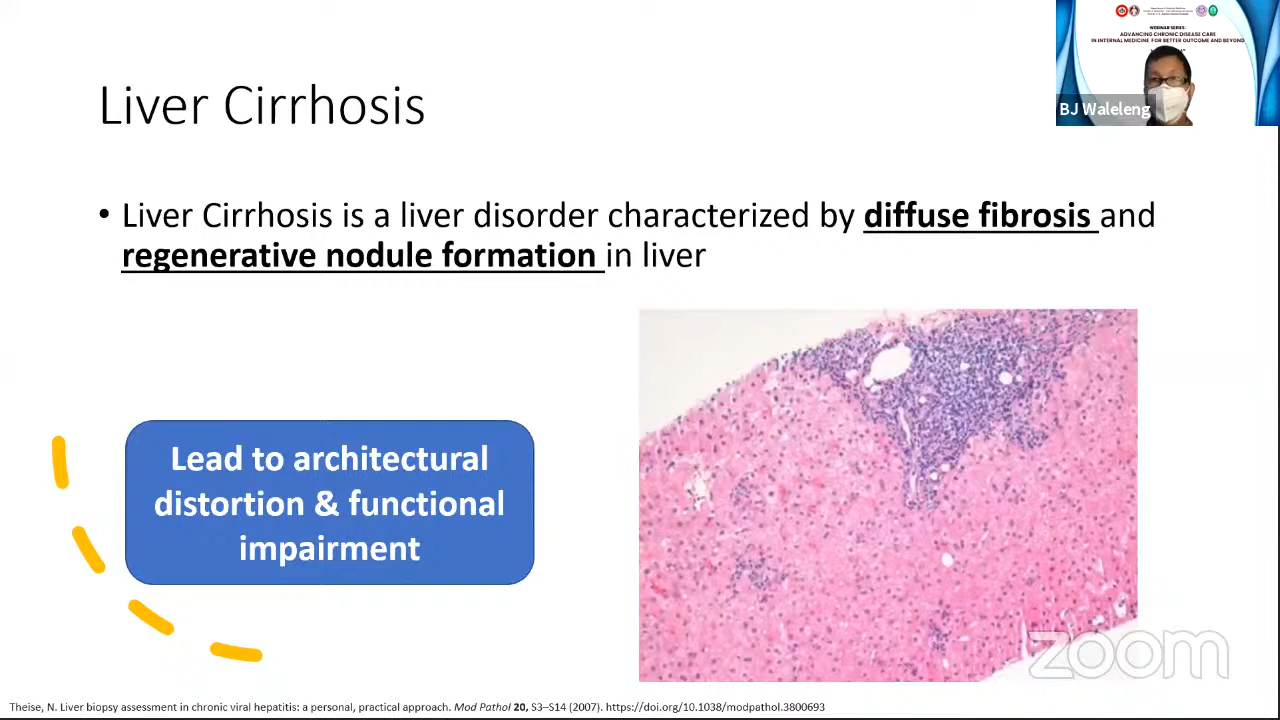 WEBINAR SERIES:
ADVANCING CHRONIC DISEASE CARE
IN INTERNAL MEDICINE FOR BETTER OUTCOME AND BEYOND
BJ Waleleng
Liver Cirrhosis
• Liver Cirrhosis is a liver disorder characterized by diffuse fibrosis and
regenerative nodule formation in liver
Lead to architectural
distortion & functional
impairment
zoom
Theise, N. Liver biopsy assessment in chronic viral hepatitis: a personal, practical approach. Mod Pathol 20, S3–S14 (2007). https://doi.org/10.1038/modpathol.3800693